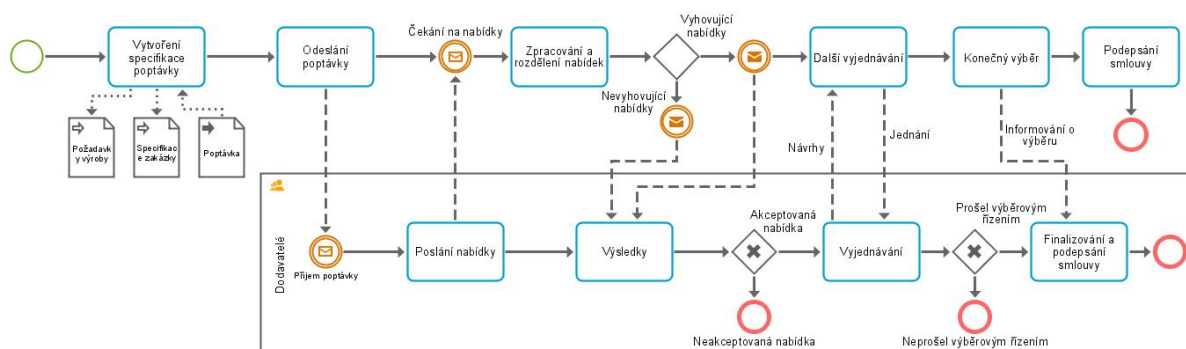 Vytvoření
specifikace
poptávky
Odeslání
poptávky
Čekání na nabídky
Zpracování a
rozdělení nabídek
Vyhovující
nabídky
Nevyhovující
nabídky
Další vyjednávání
Konečný výběr
Podepsání
smlouvy
Požadavk
y výroby
Specifikac
e zakázky
Poptávka
Návrhy
Jednání
Informování o
výběru
Dodavatelé
Příjem poptávky
Poslání nabídky
Výsledky
Akceptovaná
nabídka
Neakceptovaná nabídka
Vyjednávání
Prošel výběrovým
řízením
Neprošel výběrovým řízením
Finalizování a
podepsání
smlouvy